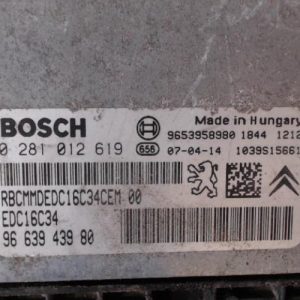 BOSCH
Made in Hungary
0 281 012 619
9653958980 1844 1212
656
07-04-14 1039S15661
RBCMMDEDC16C34CEM 00
EDC16C34
96 639 439 80